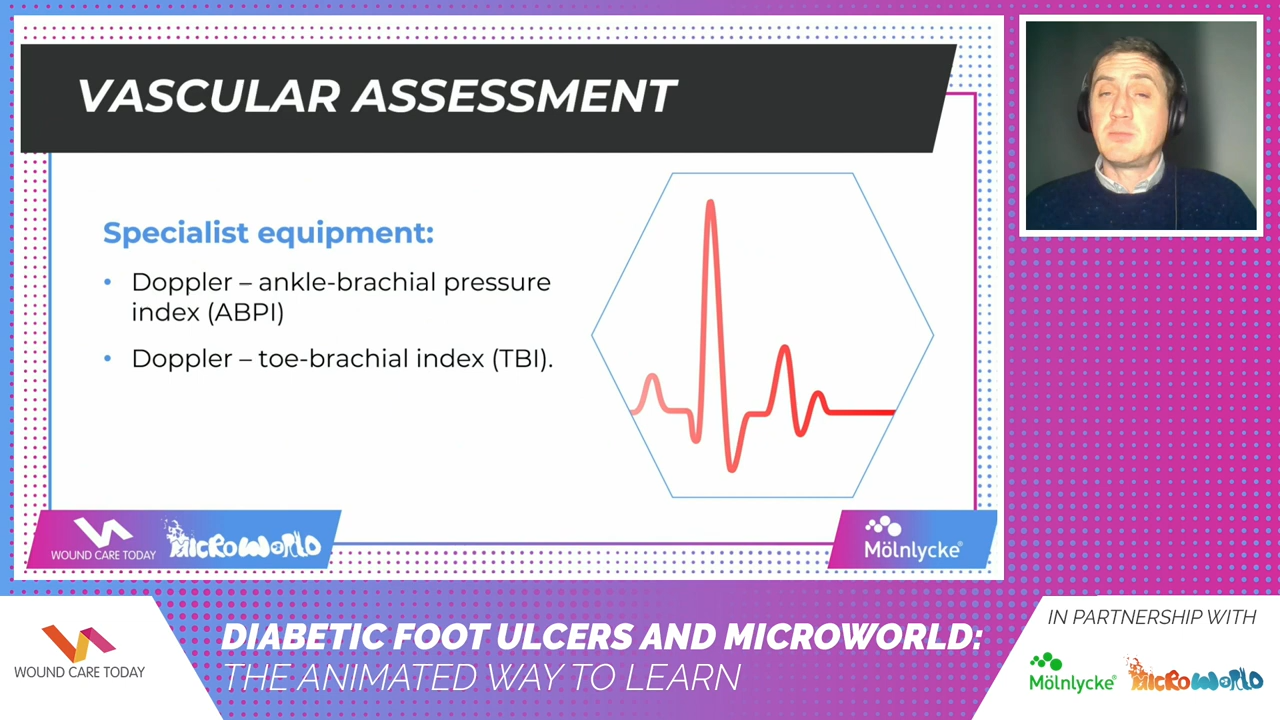 VASCULAR ASSESSMENT
Specialist equipment:
• Doppler – ankle-brachial pressure
index (ABPI)
• Doppler – toe-brachial index (TBI).
WOUND CARE TODAY
MICROWORLD
Mölnlycke®
WOUND CARE TODAY
DIABETIC FOOT ULCERS AND MICROWORLD:
THE ANIMATED WAY TO LEARN
IN PARTNERSHIP WITH
Mölnlycke®
MICROWORLD